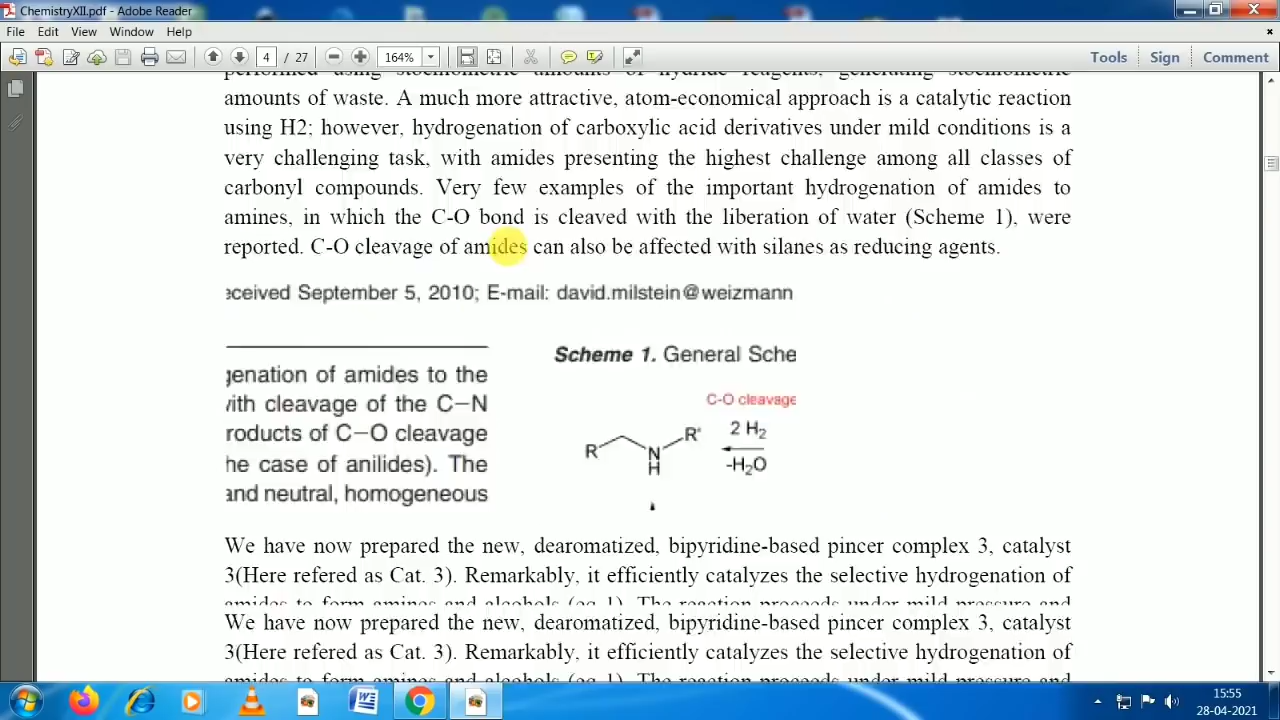 ChemistryXII.pdf - Adobe Reader
File Edit View Window Help
4 / 27 164% Tools Sign Comment
performed using stoichiometric amounts of hydride reagents, generating stoichiometric
amounts of waste. A much more attractive, atom-economical approach is a catalytic reaction
using H2; however, hydrogenation of carboxylic acid derivatives under mild conditions is a
very challenging task, with amides presenting the highest challenge among all classes of
carbonyl compounds. Very few examples of the important hydrogenation of amides to
amines, in which the C-O bond is cleaved with the liberation of water (Scheme 1), were
reported. C-O cleavage of amides can also be affected with silanes as reducing agents.
eceived September 5, 2010; E-mail: david.milstein@weizmann
genation of amides to the
vith cleavage of the C−N
roducts of C−O cleavage
he case of anilides). The
and neutral, homogeneous
Scheme 1. General Sche
C-O cleavage
2 H2
R N H R'
-H2O
We have now prepared the new, dearomatized, bipyridine-based pincer complex 3, catalyst
3(Here refered as Cat. 3). Remarkably, it efficiently catalyzes the selective hydrogenation of
amides to form amines and alcohols (eq 1). The reaction proceeds under mild pressure and
We have now prepared the new, dearomatized, bipyridine-based pincer complex 3, catalyst
3(Here refered as Cat. 3). Remarkably, it efficiently catalyzes the selective hydrogenation of
amides to form amines and alcohols (eq 1). The reaction proceeds under mild pressure and
15:55
28-04-2021